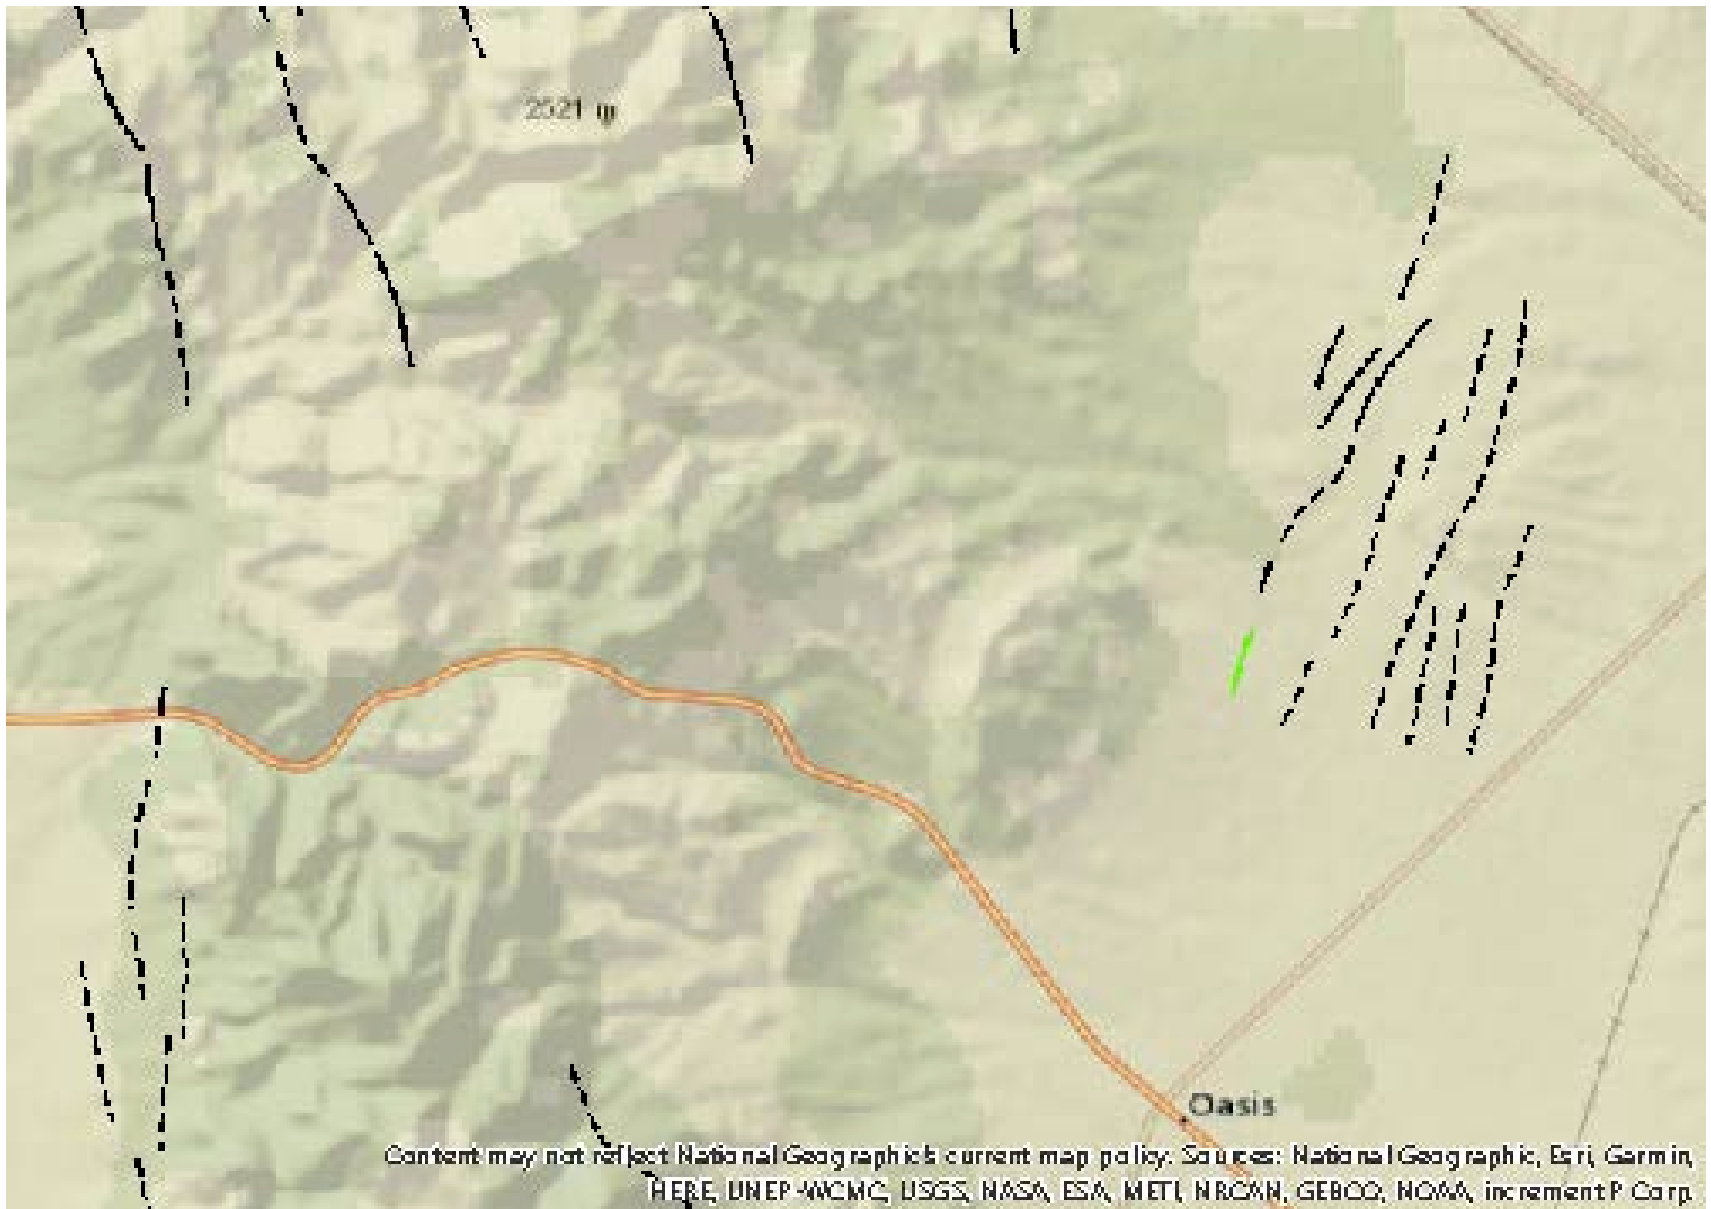 2521 m
Oasis
Content may not reflect National Geographic's current map policy. Sources: National Geographic, Esri, Garmin,
HERE, UNEP-WCMC, USGS, NASA, ESA, METI, NRCAN, GEBCO, NOAA, increment P Corp.